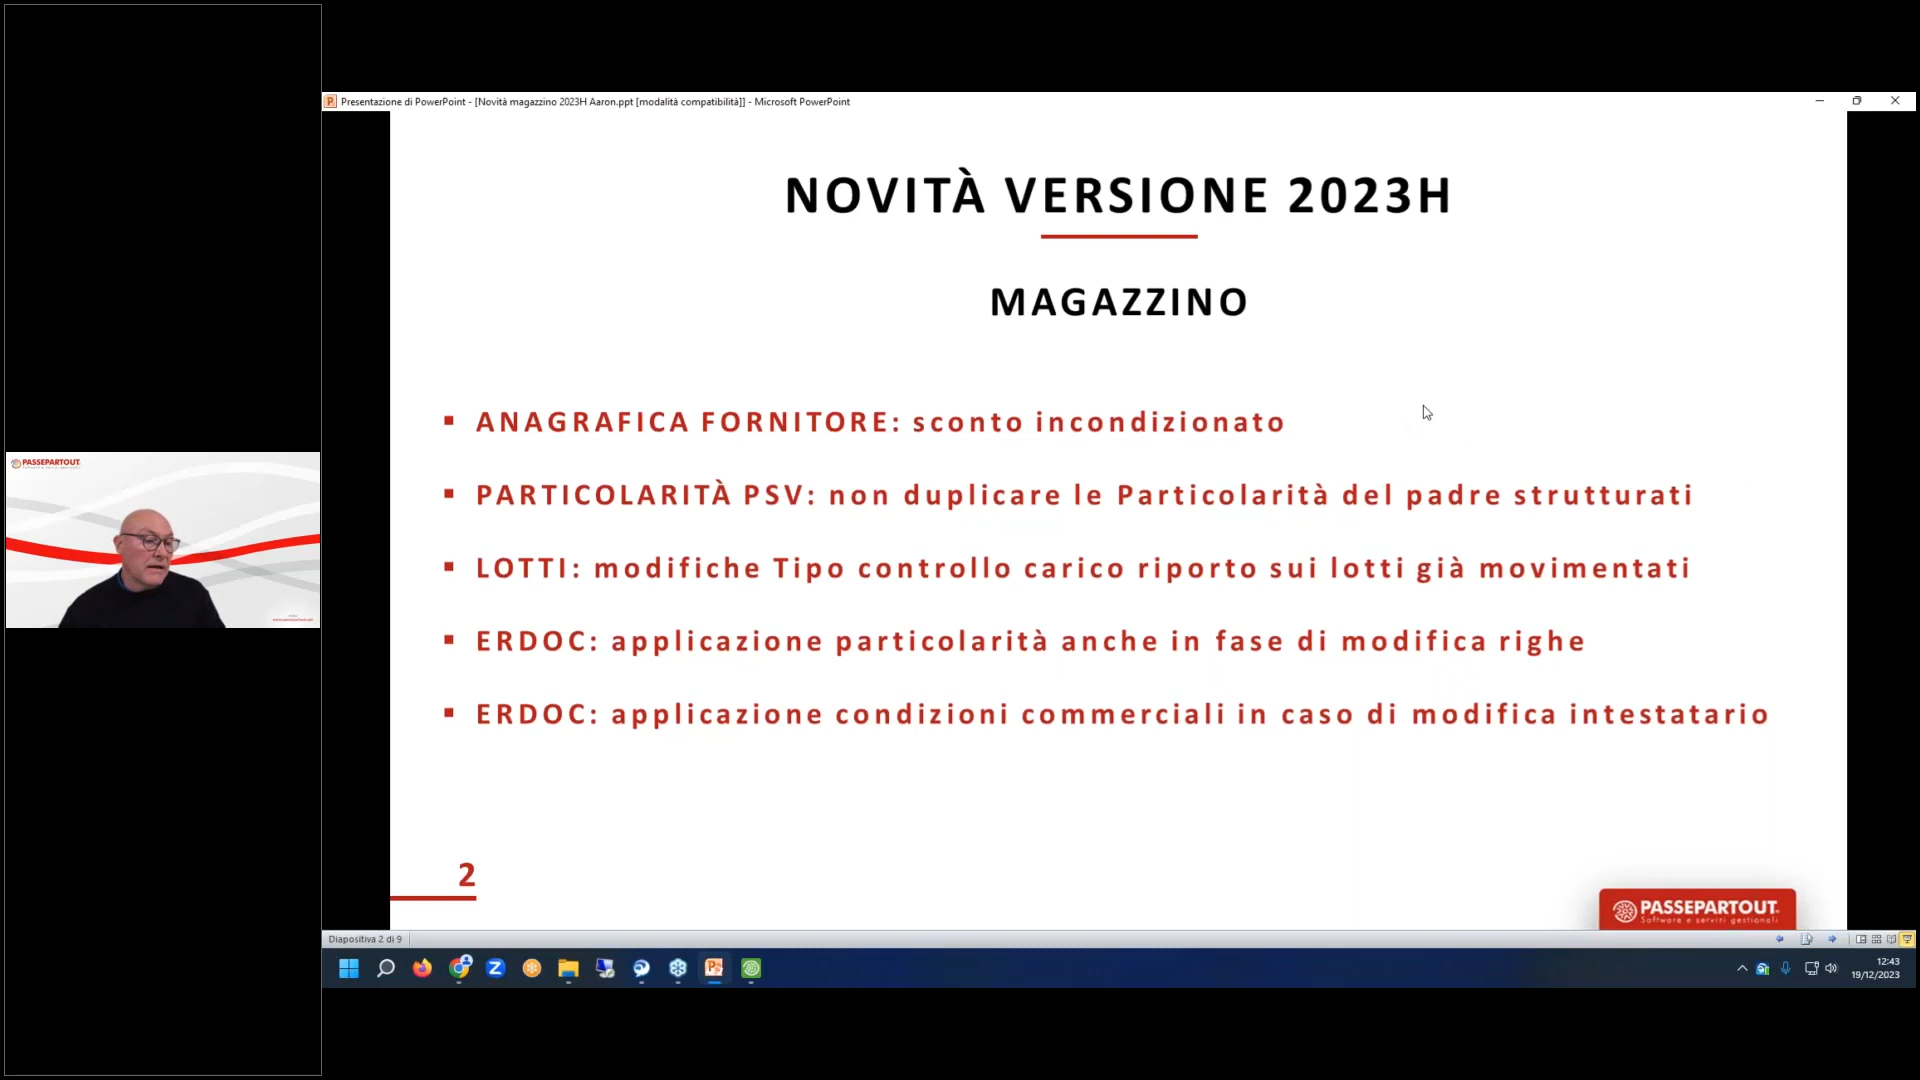 Presentazione di PowerPoint - [Novità magazzino 2023H Aaron.ppt [modalità compatibilità]] - Microsoft PowerPoint
NOVITÀ VERSIONE 2023H
MAGAZZINO
▪ ANAGRAFICA FORNITORE: sconto incondizionato
▪ PARTICOLARITÀ PSV: non duplicare le Particolarità del padre strutturati
▪ LOTTI: modifiche Tipo controllo carico riporto sui lotti già movimentati
▪ ERDOC: applicazione particolarità anche in fase di modifica righe
▪ ERDOC: applicazione condizioni commerciali in caso di modifica intestatario
2
PASSEPARTOUT
Software e servizi gestionali
PASSEPARTOUT
www.passepartout.net
Diapositiva 2 di 9
12:43
19/12/2023